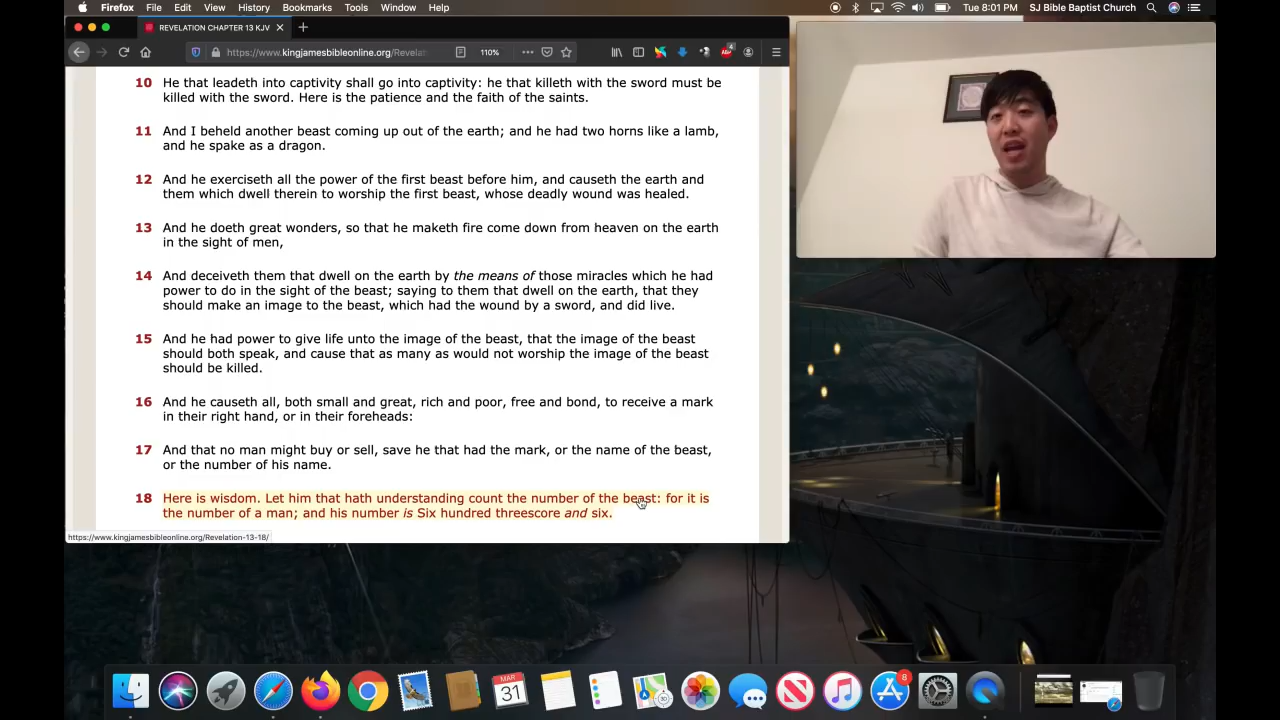 Firefox File Edit View History Bookmarks Tools Window Help
Tue 8:01 PM SJ Bible Baptist Church
REVELATION CHAPTER 13 KJV
https://www.kingjamesbibleonline.org/Revelat
110%
4
10 He that leadeth into captivity shall go into captivity: he that killeth with the sword must be
killed with the sword. Here is the patience and the faith of the saints.
11 And I beheld another beast coming up out of the earth; and he had two horns like a lamb,
and he spake as a dragon.
12 And he exerciseth all the power of the first beast before him, and causeth the earth and
them which dwell therein to worship the first beast, whose deadly wound was healed.
13 And he doeth great wonders, so that he maketh fire come down from heaven on the earth
in the sight of men,
14 And deceiveth them that dwell on the earth by the means of those miracles which he had
power to do in the sight of the beast; saying to them that dwell on the earth, that they
should make an image to the beast, which had the wound by a sword, and did live.
15 And he had power to give life unto the image of the beast, that the image of the beast
should both speak, and cause that as many as would not worship the image of the beast
should be killed.
16 And he causeth all, both small and great, rich and poor, free and bond, to receive a mark
in their right hand, or in their foreheads:
17 And that no man might buy or sell, save he that had the mark, or the name of the beast,
or the number of his name.
18 Here is wisdom. Let him that hath understanding count the number of the beast: for it is
the number of a man; and his number is Six hundred threescore and six.
https://www.kingjamesbibleonline.org/Revelation-13-18/
MAR
31
8